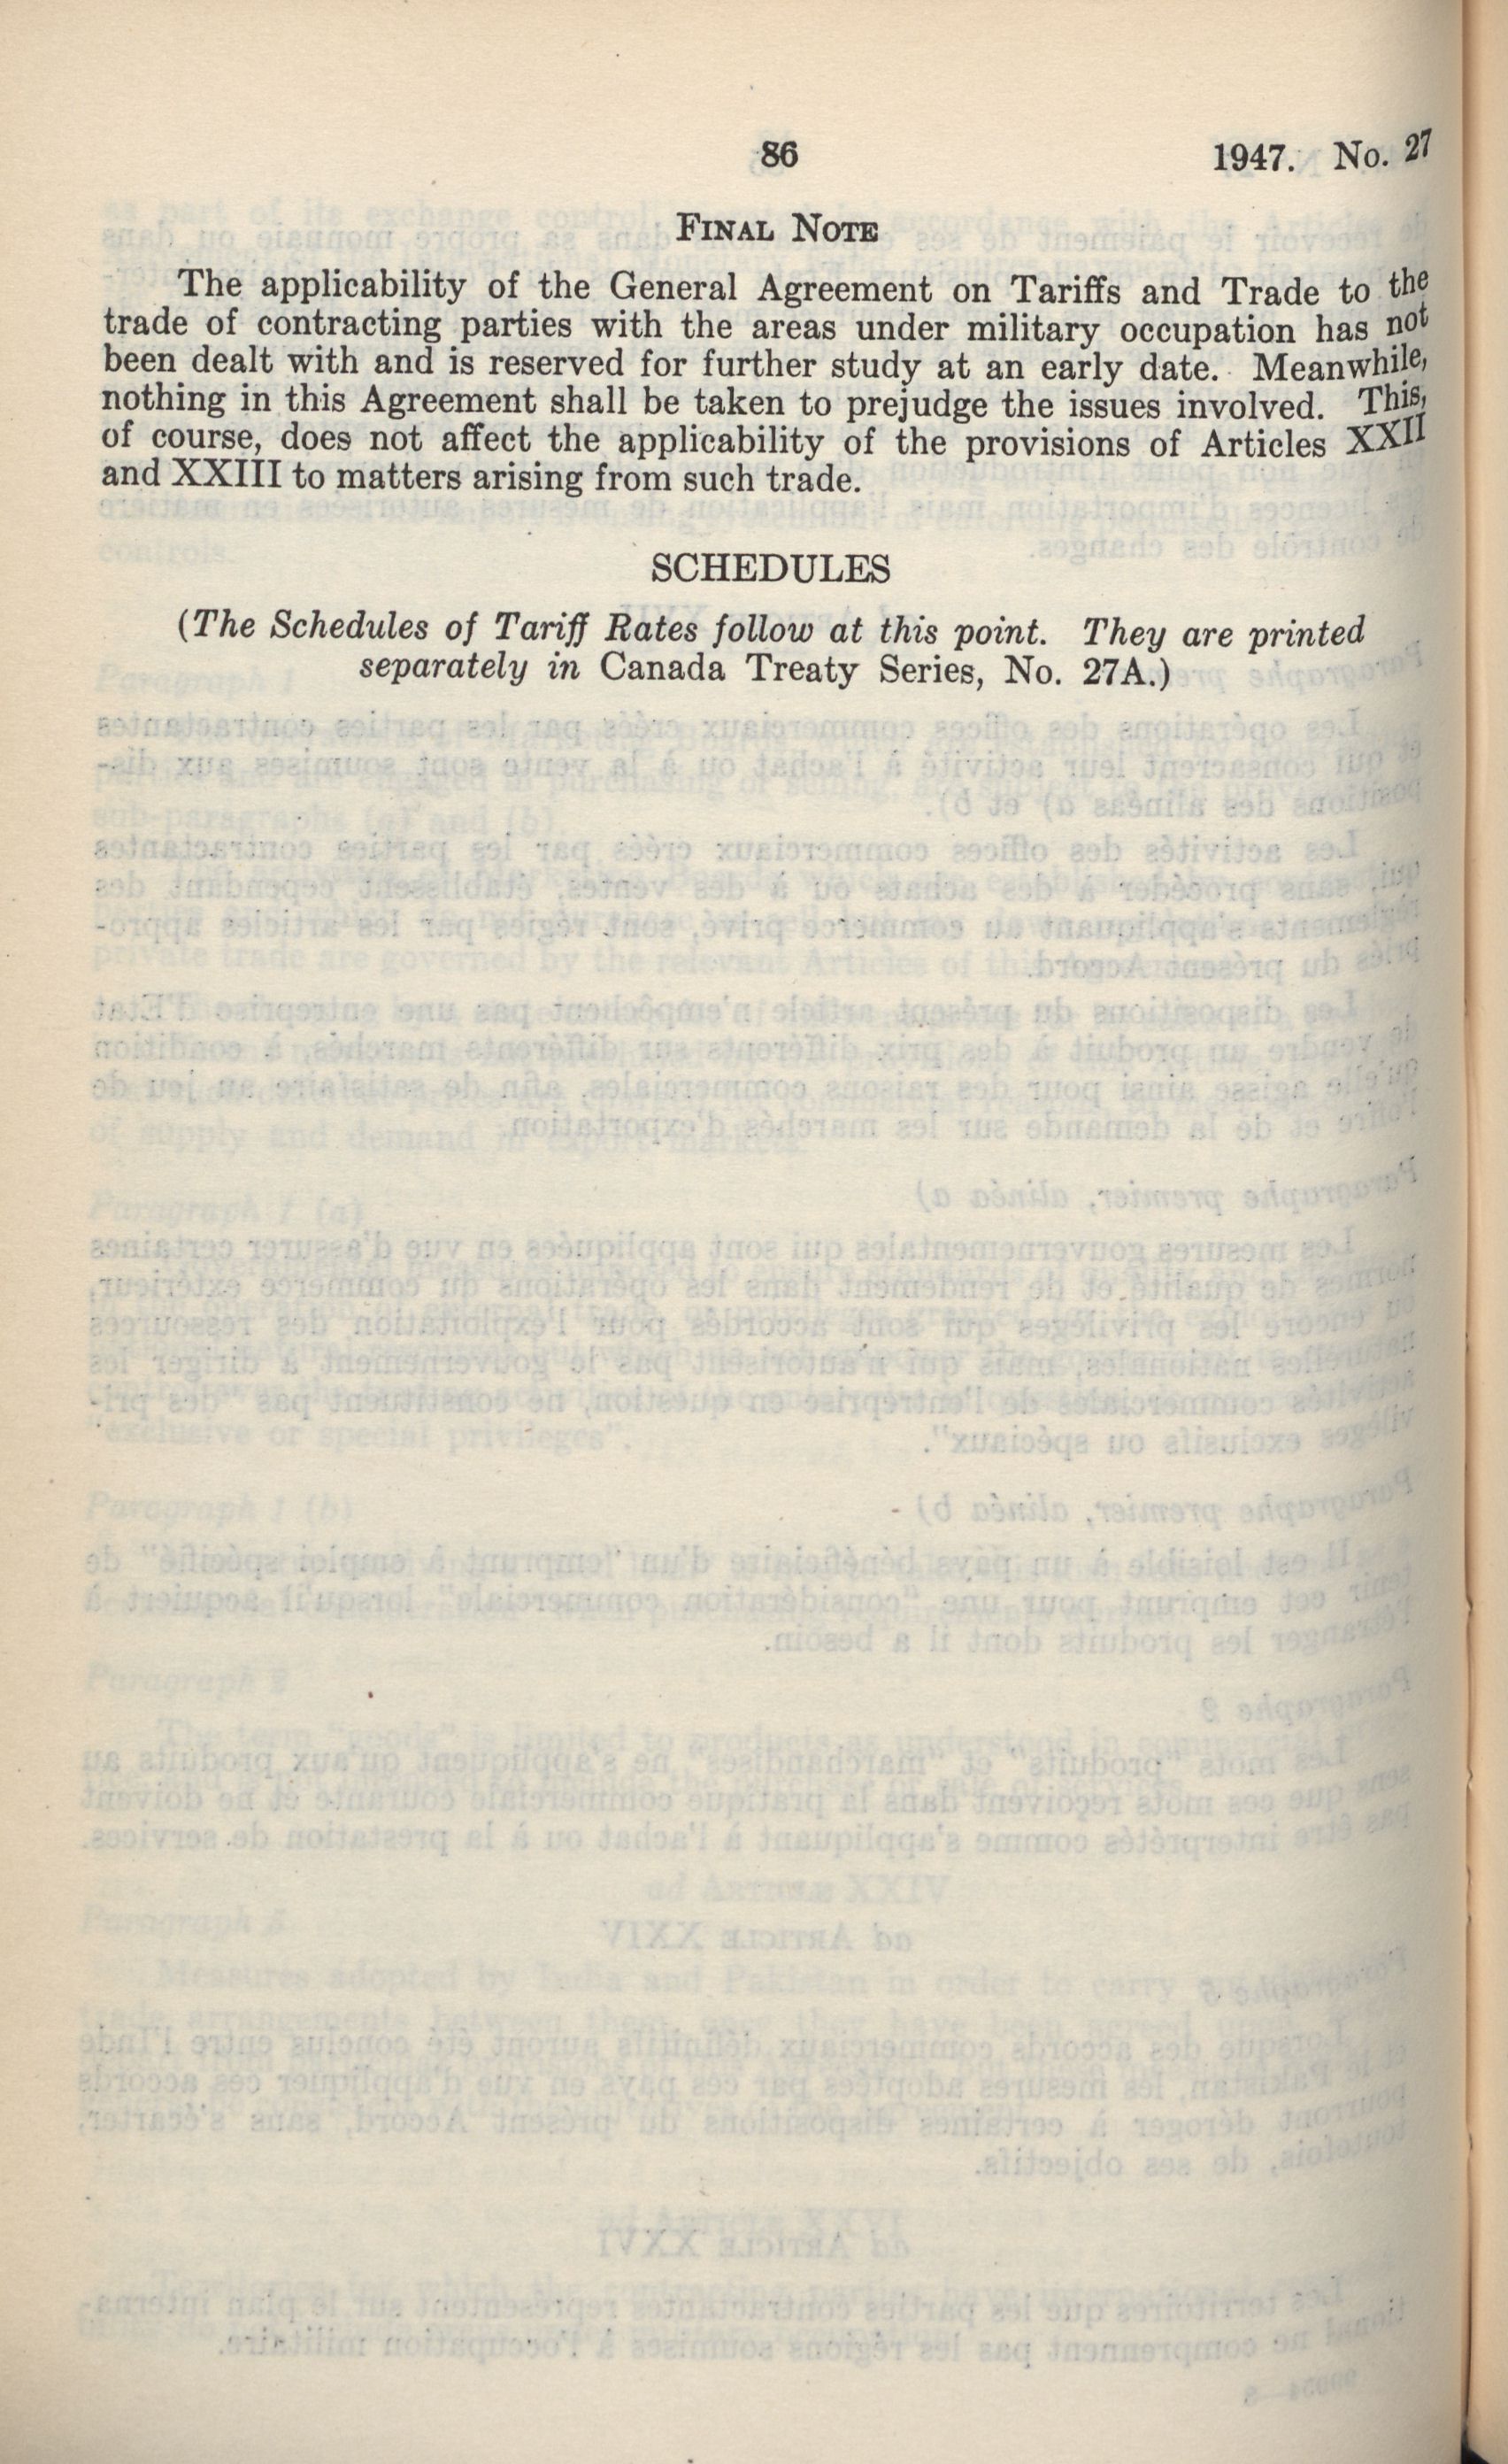 86
1947. No. 27
FINAL NOTE
The applicability of the General Agreement on Tariffs and Trade to the
trade of contracting parties with the areas under military occupation has not
been dealt with and is reserved for further study at an early date. Meanwhile,
nothing in this Agreement shall be taken to prejudge the issues involved. This,
of course, does not affect the applicability of the provisions of Articles XXII
and XXIII to matters arising from such trade.
SCHEDULES
(The Schedules of Tariff Rates follow at this point. They are printed
separately in Canada Treaty Series, No. 27A.)